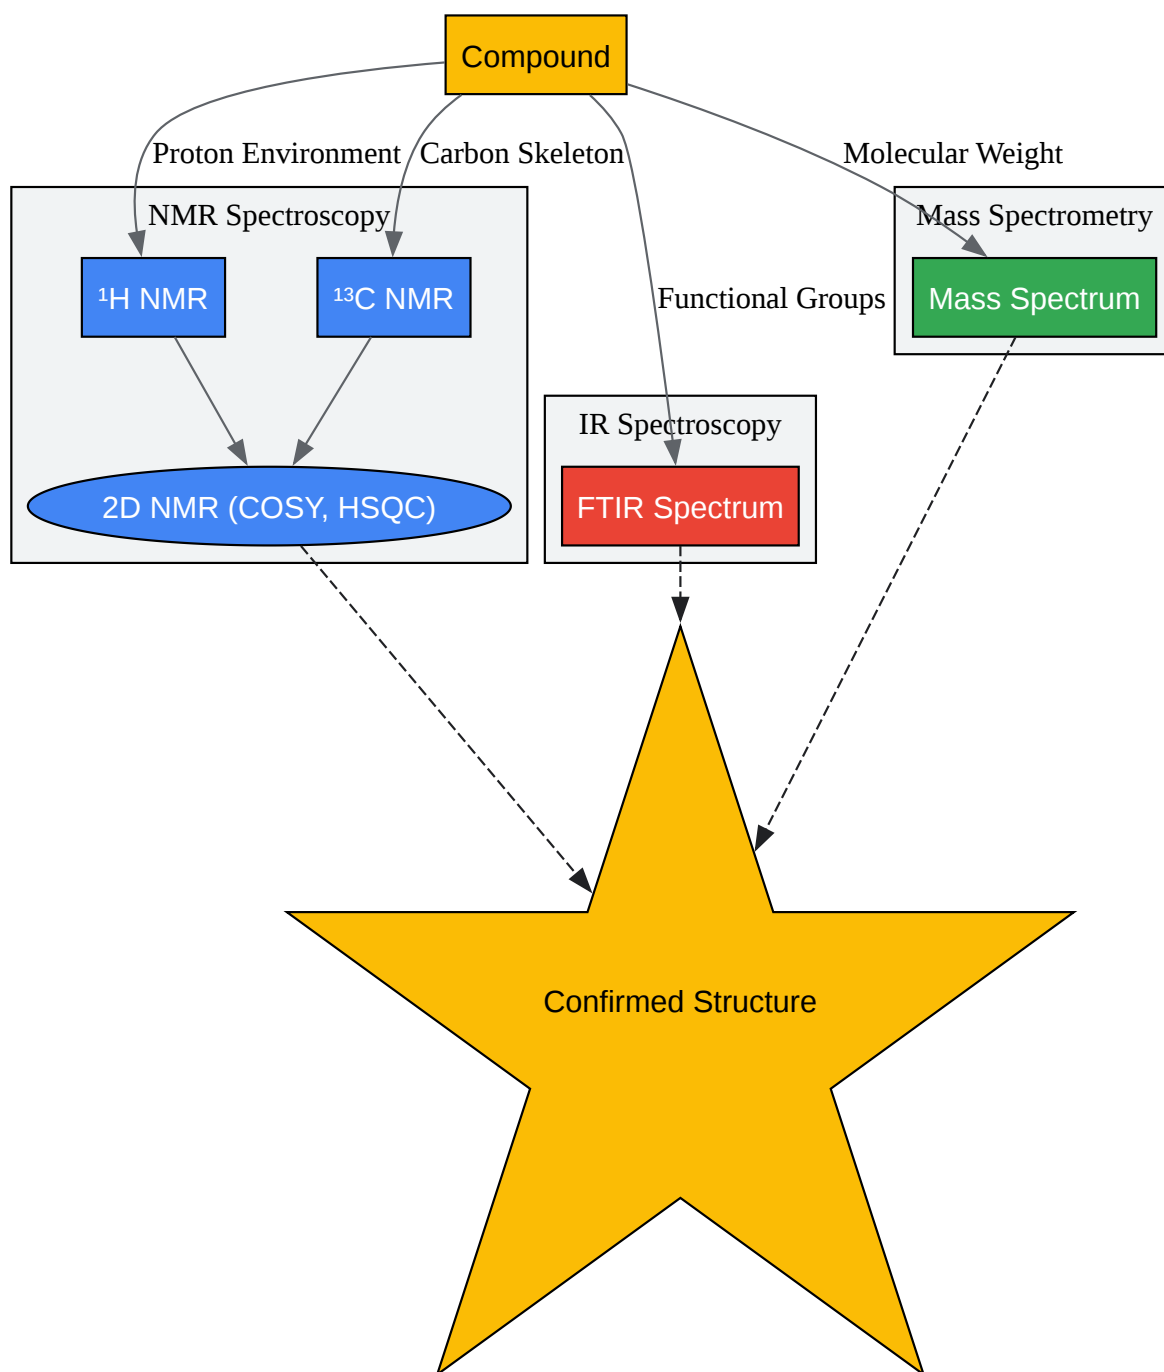 Compound
Proton Environment
Carbon Skeleton
Molecular Weight
NMR Spectroscopy
Mass Spectrometry
¹H NMR
¹³C NMR
Functional Groups
Mass Spectrum
IR Spectroscopy
2D NMR (COSY, HSQC)
FTIR Spectrum
Confirmed Structure